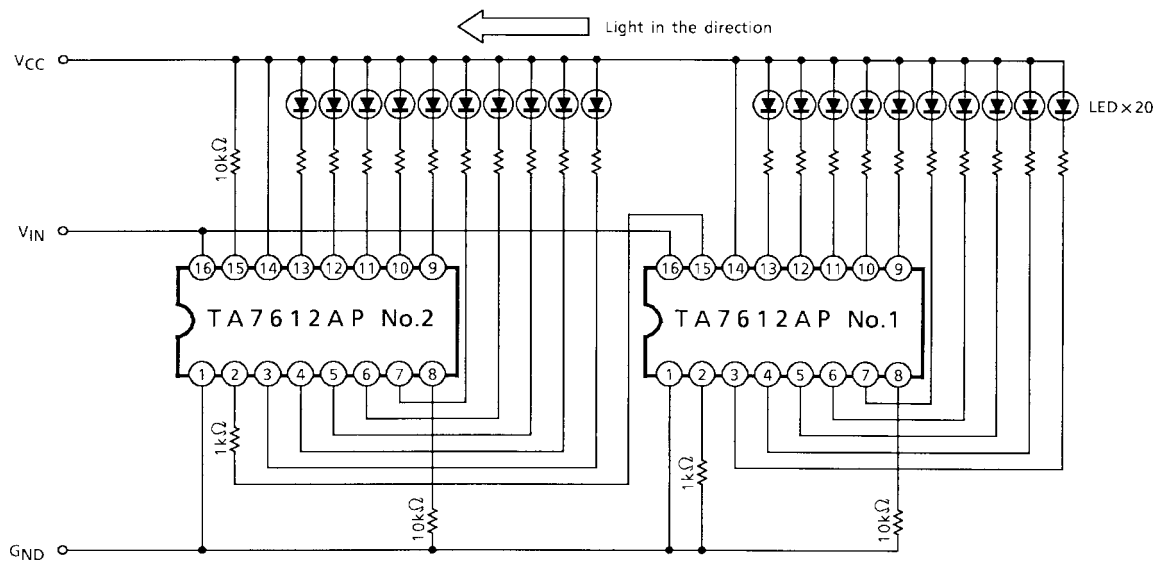 Light in the direction
VCC
LED×20
10kΩ
VIN
16 15 14 13 12 11 10 9
16 15 14 13 12 11 10 9
TA7612AP No.2
TA7612AP No.1
1 2 3 4 5 6 7 8
1 2 3 4 5 6 7 8
1kΩ
1kΩ
10kΩ
10kΩ
GND